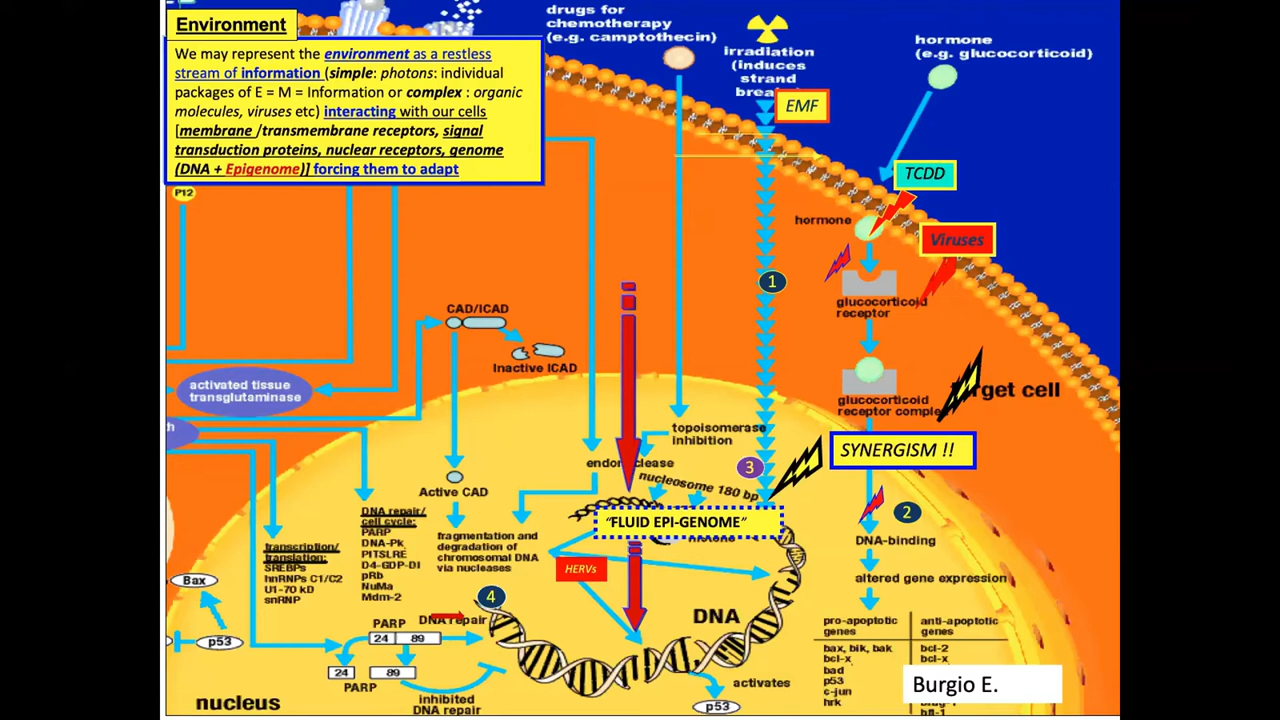 Environment
We may represent the environment as a restless
stream of information (simple: photons: individual
packages of E = M = Information or complex : organic
molecules, viruses etc) interacting with our cells
[membrane /transmembrane receptors, signal
transduction proteins, nuclear receptors, genome
(DNA + Epigenome)] forcing them to adapt
drugs for
chemotherapy
(e.g. camptothecin)
irradiation
(induces
strand
EMF
hormone
(e.g. glucocorticoid)
TCDD
P12
hormone
Viruses
1
glucocorticoid
receptor
CAD/ICAD
Inactive ICAD
activated tissue
transglutaminase
glucocorticoid
get cell
topoisomerase
inhibition
SYNERGISM !!
3
nucleosome 180 bp
Active CAD
2
"FLUID EPI-GENOME"
DNA-binding
DNA repair/
cell cycle:
PARP
DNA-Pk
PITSLRE
D4-GDP-DI
pRb
NuMa
Mdm-2
fragmentation and
degradation of
chromosomal DNA
via nucleases
transcription/
translation:
SREBPs
hnRNPs C1/C2
U1-70 kD
snRNP
HERVs
altered gene expression
Bax
4
p53
PARP
DNA repair
24 89
DNA
pro-apoptotic
genes
anti-apoptotic
genes
bax, bik, bak
bcl-x
bad
p53
c-jun
hrk
bcl-2
bcl-x
24
89
PARP
inhibited
DNA repair
activates
p53
nucleus
Burgio E.
bfl-1